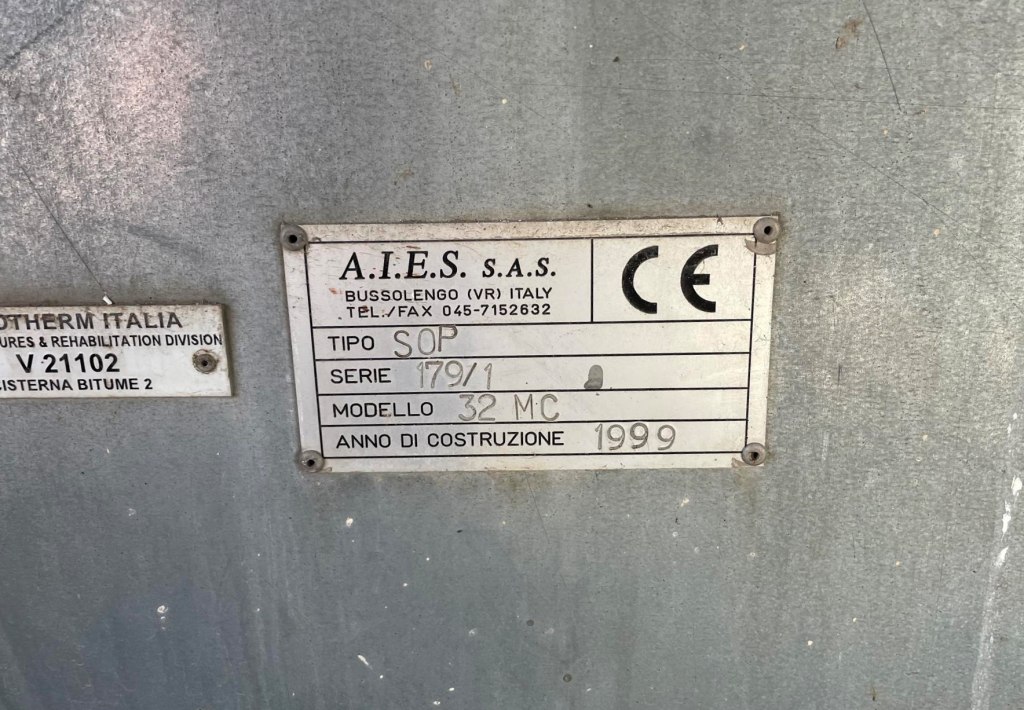 A.I.E.S. S.A.S.
BUSSOLENGO (VR) ITALY
TEL./FAX 045-7152632
CE
TIPO SOP
SERIE 179/1
MODELLO 32 MC
ANNO DI COSTRUZIONE 1999
OTHERM ITALIA
URES & REHABILITATION DIVISION
V 21102
CISTERNA BITUME 2